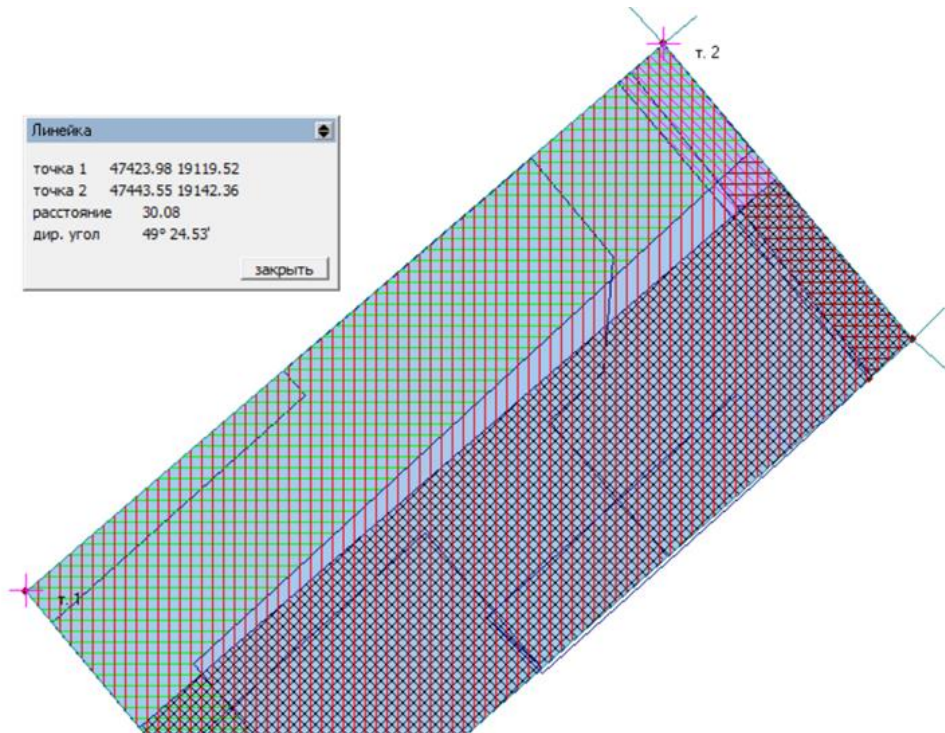 т. 2
Линейка
точка 1 47423.98 19119.52
точка 2 47443.55 19142.36
расстояние 30.08
дир. угол 49° 24.53'
закрыть
т. 1